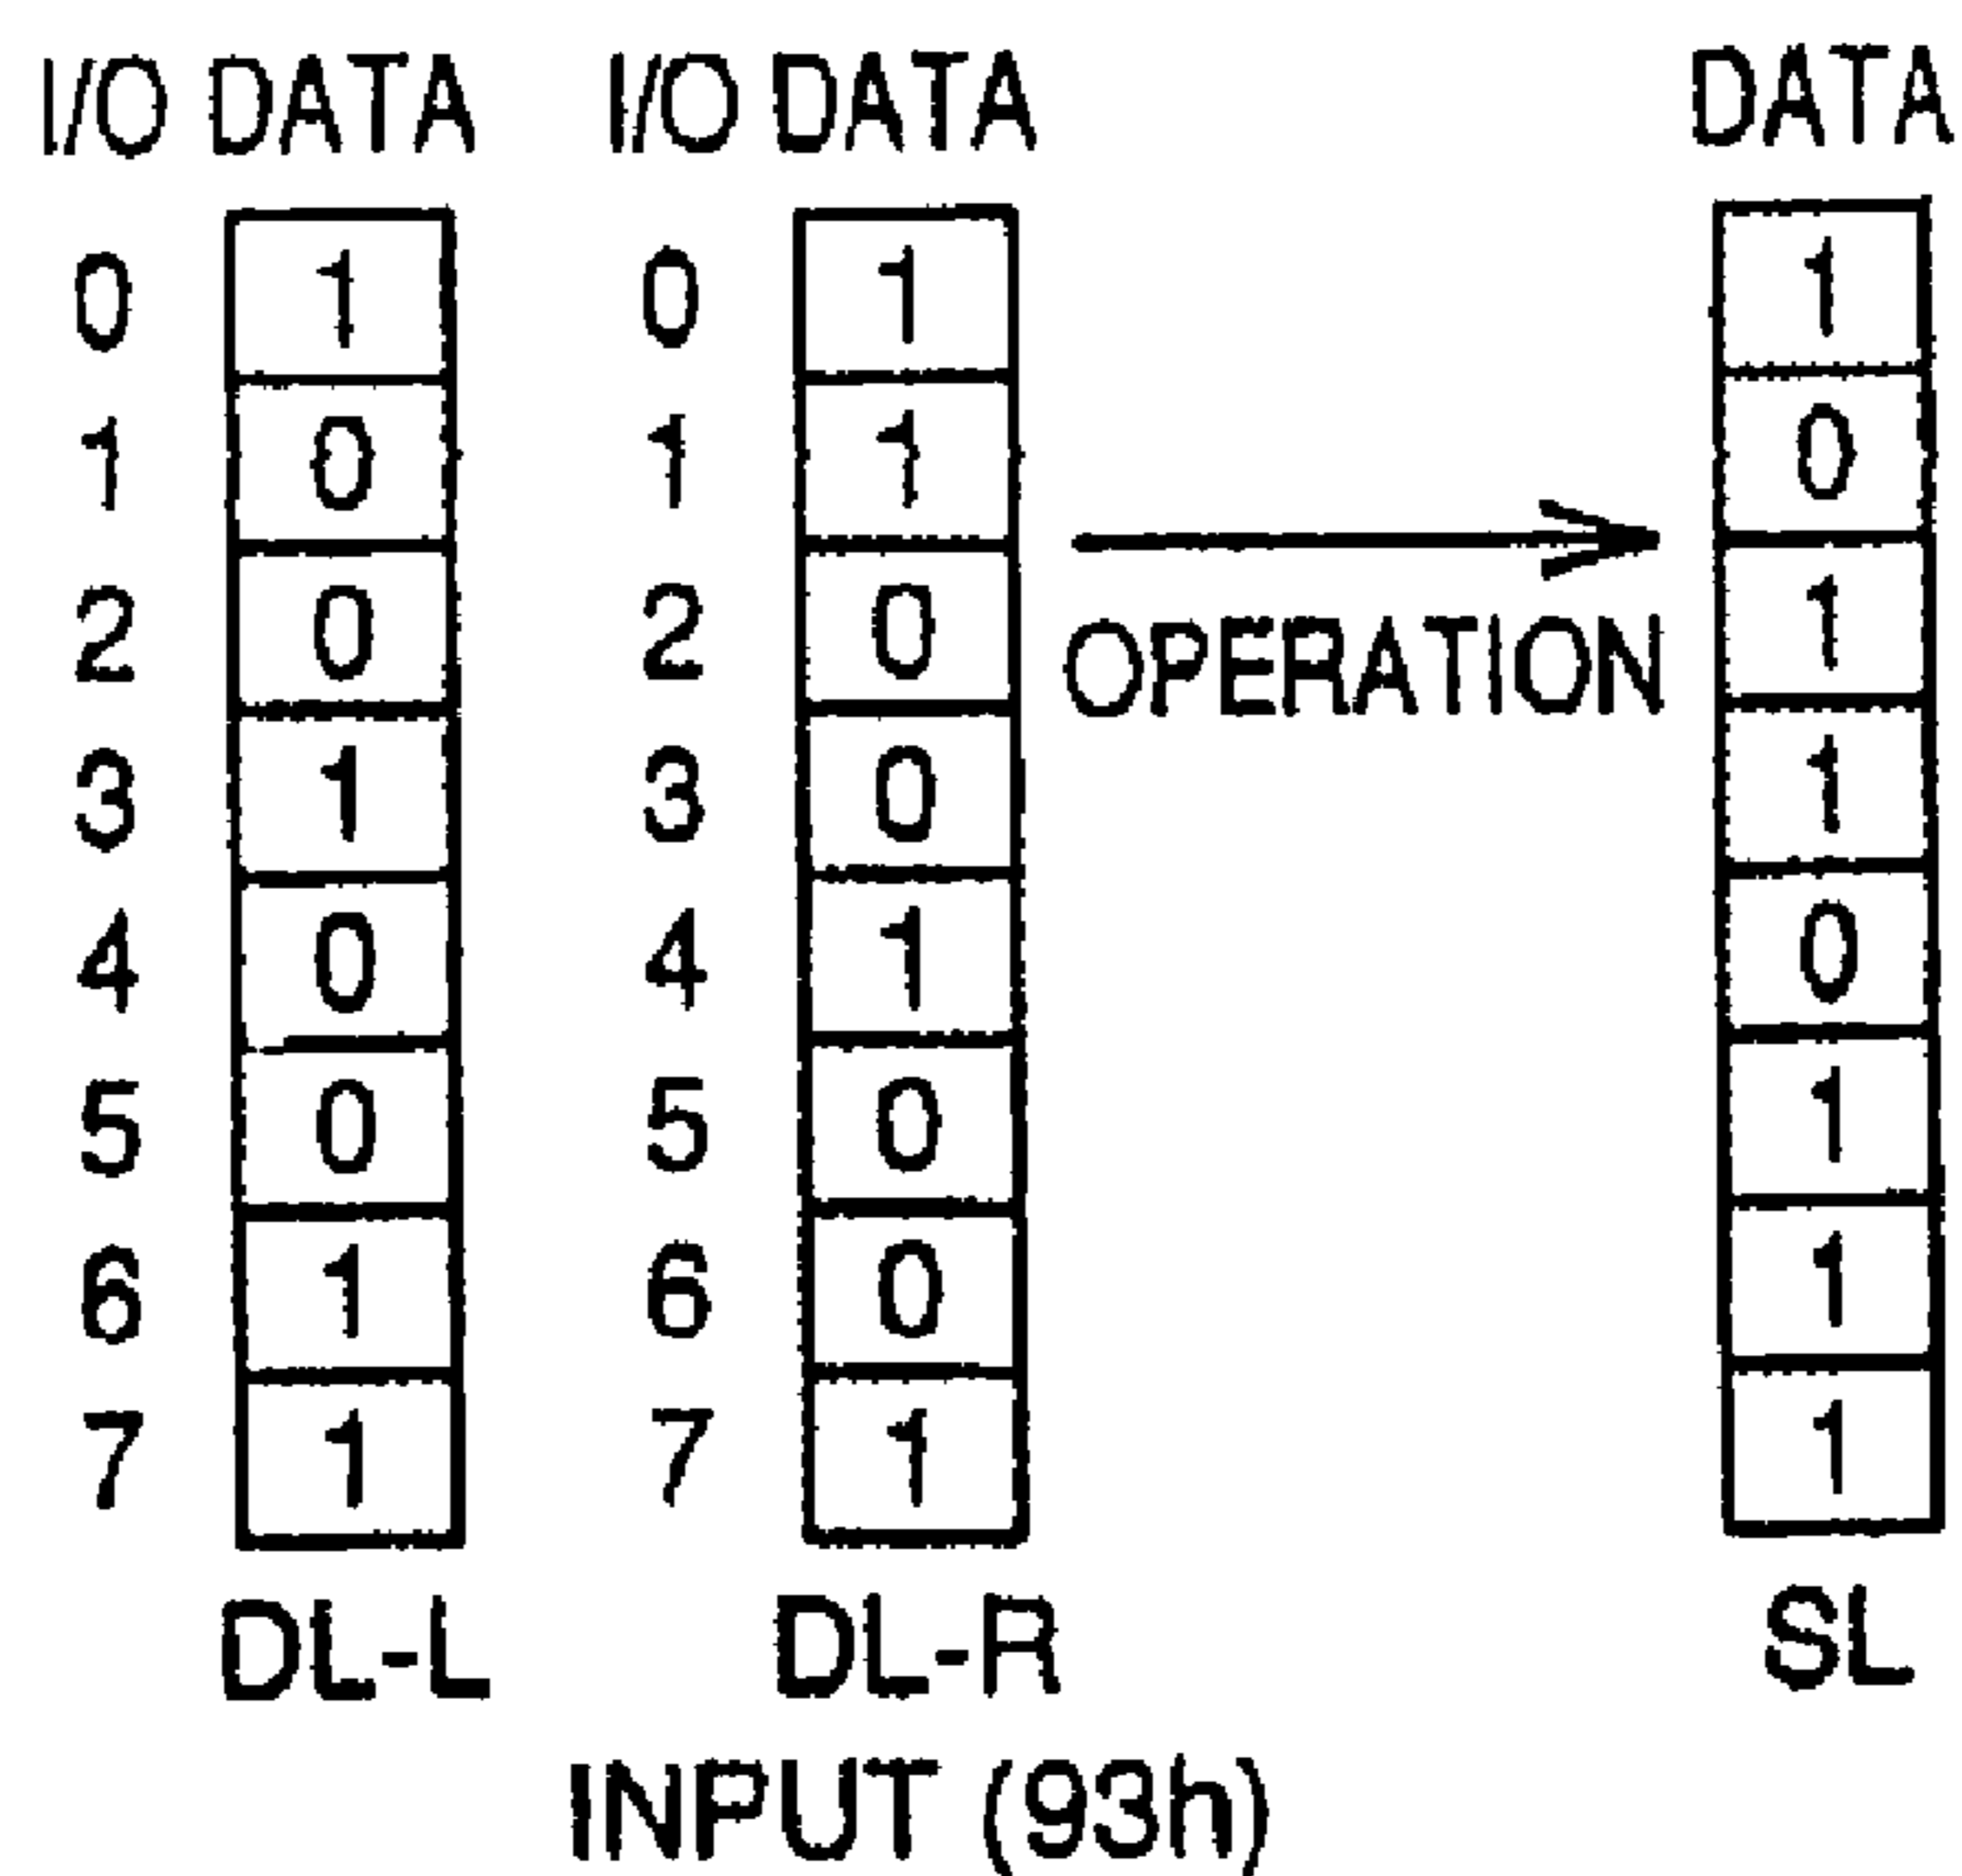 I/O DATA I/O DATA DATA
0 1 0 1 1
1 0 1 1 0
2 0 2 0 1
OPERATION
3 1 3 0 1
4 0 4 1 0
5 0 5 0 1
6 1 6 0 1
7 1 7 1 1
DL-L DL-R SL
INPUT (93h)